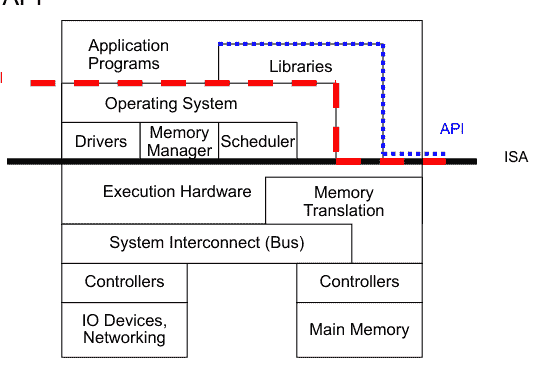 Application
Programs
Libraries
Operating System
API
Drivers
Memory
Manager
Scheduler
ISA
Execution Hardware
Memory
Translation
System Interconnect (Bus)
Controllers
Controllers
IO Devices,
Networking
Main Memory